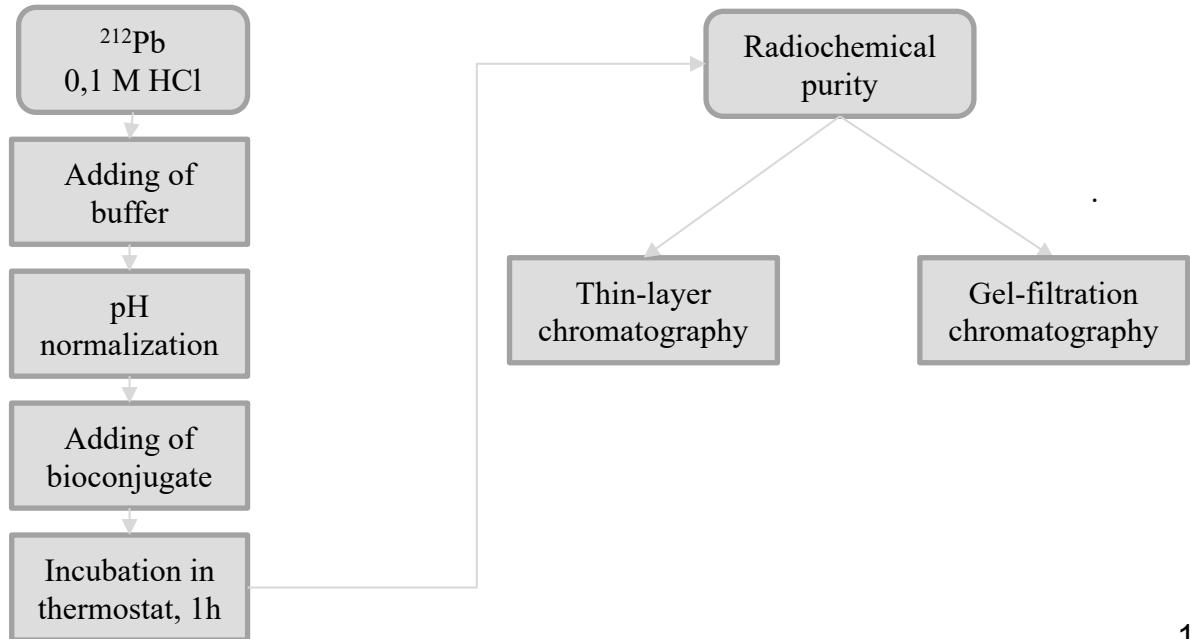 ²¹²Pb
0,1 M HCl
Adding of
buffer
pH
normalization
Adding of
bioconjugate
Incubation in
thermostat, 1h
Radiochemical
purity
.
Thin-layer
chromatography
Gel-filtration
chromatography
1